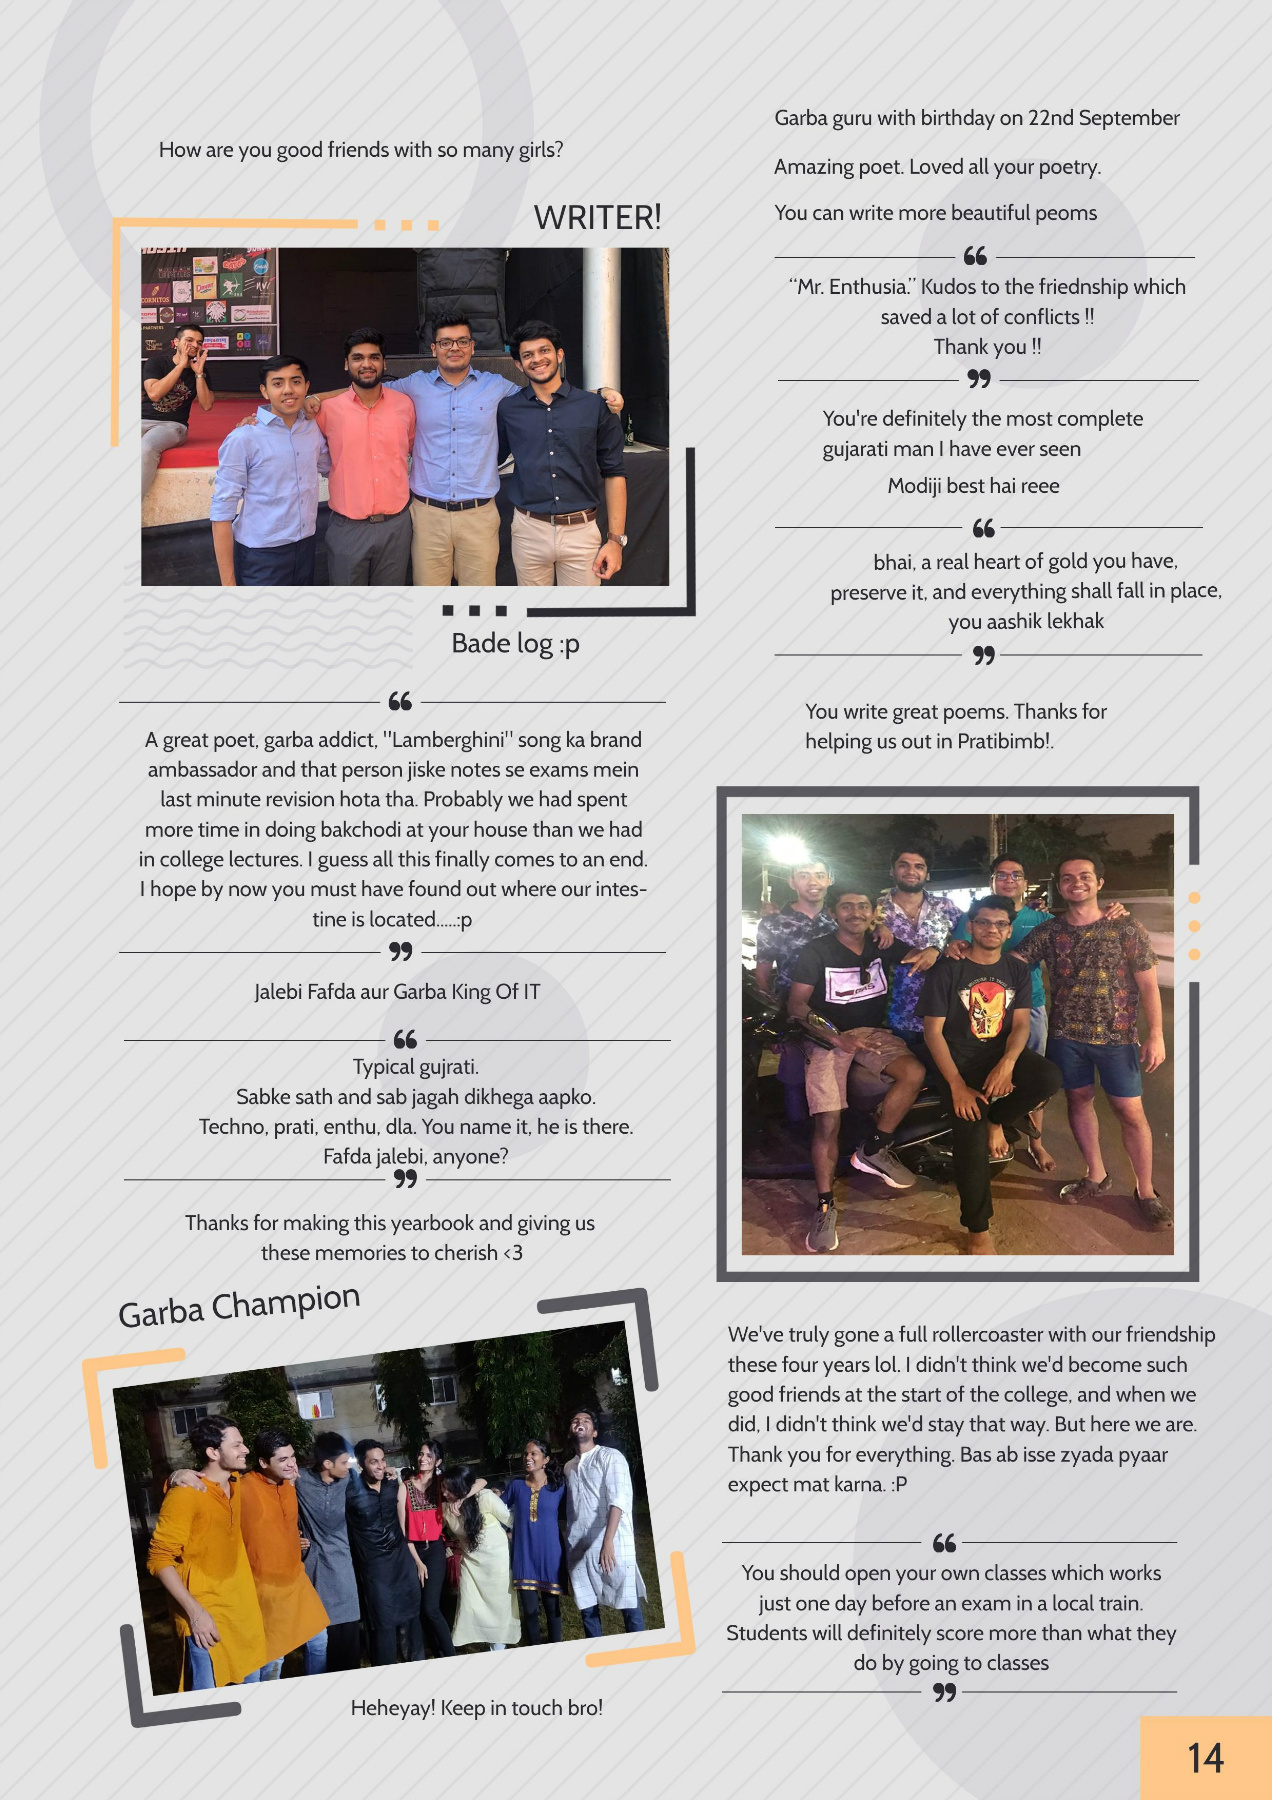 How are you good friends with so many girls?
WRITER!
CORNITOS
Bade log :p
A great poet, garba addict, "Lamberghini" song ka brand
ambassador and that person jiske notes se exams mein
last minute revision hota tha. Probably we had spent
more time in doing bakchodi at your house than we had
in college lectures. I guess all this finally comes to an end.
I hope by now you must have found out where our intes-
tine is located.....:p
Jalebi Fafda aur Garba King Of IT
Typical gujrati.
Sabke sath and sab jagah dikhega aapko.
Techno, prati, enthu, dla. You name it, he is there.
Fafda jalebi, anyone?
Thanks for making this yearbook and giving us
these memories to cherish <3
Garba Champion
Heheyay! Keep in touch bro!
Garba guru with birthday on 22nd September
Amazing poet. Loved all your poetry.
You can write more beautiful peoms
“Mr. Enthusia.” Kudos to the friednship which
saved a lot of conflicts !!
Thank you !!
You're definitely the most complete
gujarati man I have ever seen
Modiji best hai reee
bhai, a real heart of gold you have,
preserve it, and everything shall fall in place,
you aashik lekhak
You write great poems. Thanks for
helping us out in Pratibimb!.
We've truly gone a full rollercoaster with our friendship
these four years lol. I didn't think we'd become such
good friends at the start of the college, and when we
did, I didn't think we'd stay that way. But here we are.
Thank you for everything. Bas ab isse zyada pyaar
expect mat karna. :P
You should open your own classes which works
just one day before an exam in a local train.
Students will definitely score more than what they
do by going to classes
14